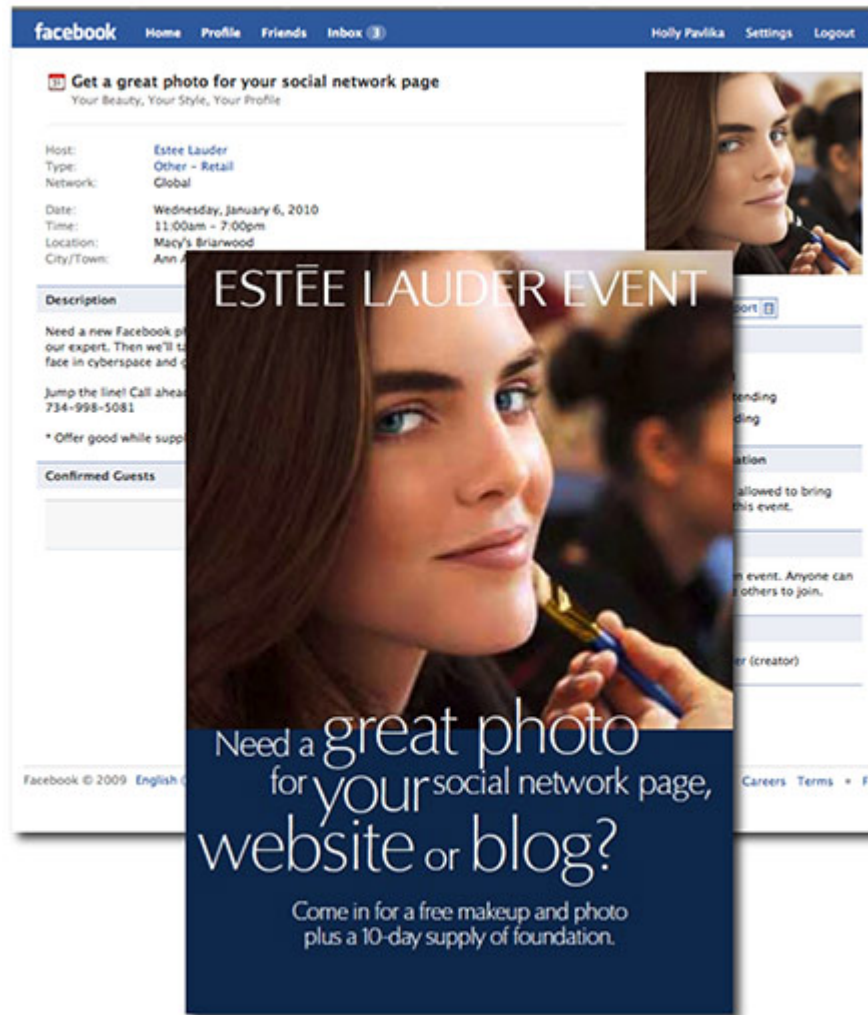 facebook Home Profile Friends Inbox 3 Holly Pavlika Settings Logout
Get a great photo for your social network page
Your Beauty, Your Style, Your Profile
Host: Estee Lauder
Type: Other - Retail
Network: Global
Date: Wednesday, January 6, 2010
Time: 11:00am - 7:00pm
Location: Macy's Briarwood
City/Town: Ann
Description
Need a new Facebook
our expert. Then we'll
face in cyberspace and
Jump the line! Call
734-998-5081
* Offer good while
Confirmed Guests
allowed to bring
this event.
event. Anyone can
others to join.
(creator)
Facebook © 2009 English
Careers Terms
ESTĒE LAUDER EVENT
Need a great photo
for your social network page,
website or blog?
Come in for a free makeup and photo
plus a 10-day supply of foundation.